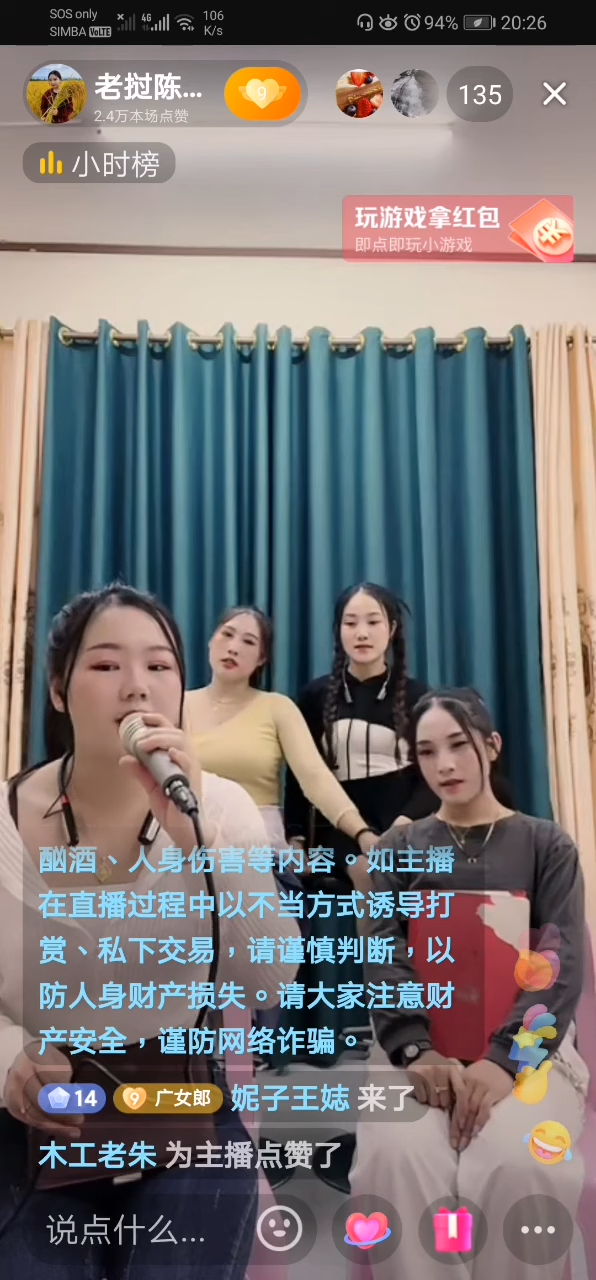 SOS only
SIMBA VoLTE
4G
106
K/s
94%
20:26
老挝陈...
2.4万本场点赞
9
135
小时榜
玩游戏拿红包
即点即玩小游戏
酗酒、人身伤害等内容。如主播
在直播过程中以不当方式诱导打
赏、私下交易，请谨慎判断，以
防人身财产损失。请大家注意财
产安全，谨防网络诈骗。
14 9 广女郎 妮子王娡 来了
木工老朱 为主播点赞了
说点什么...